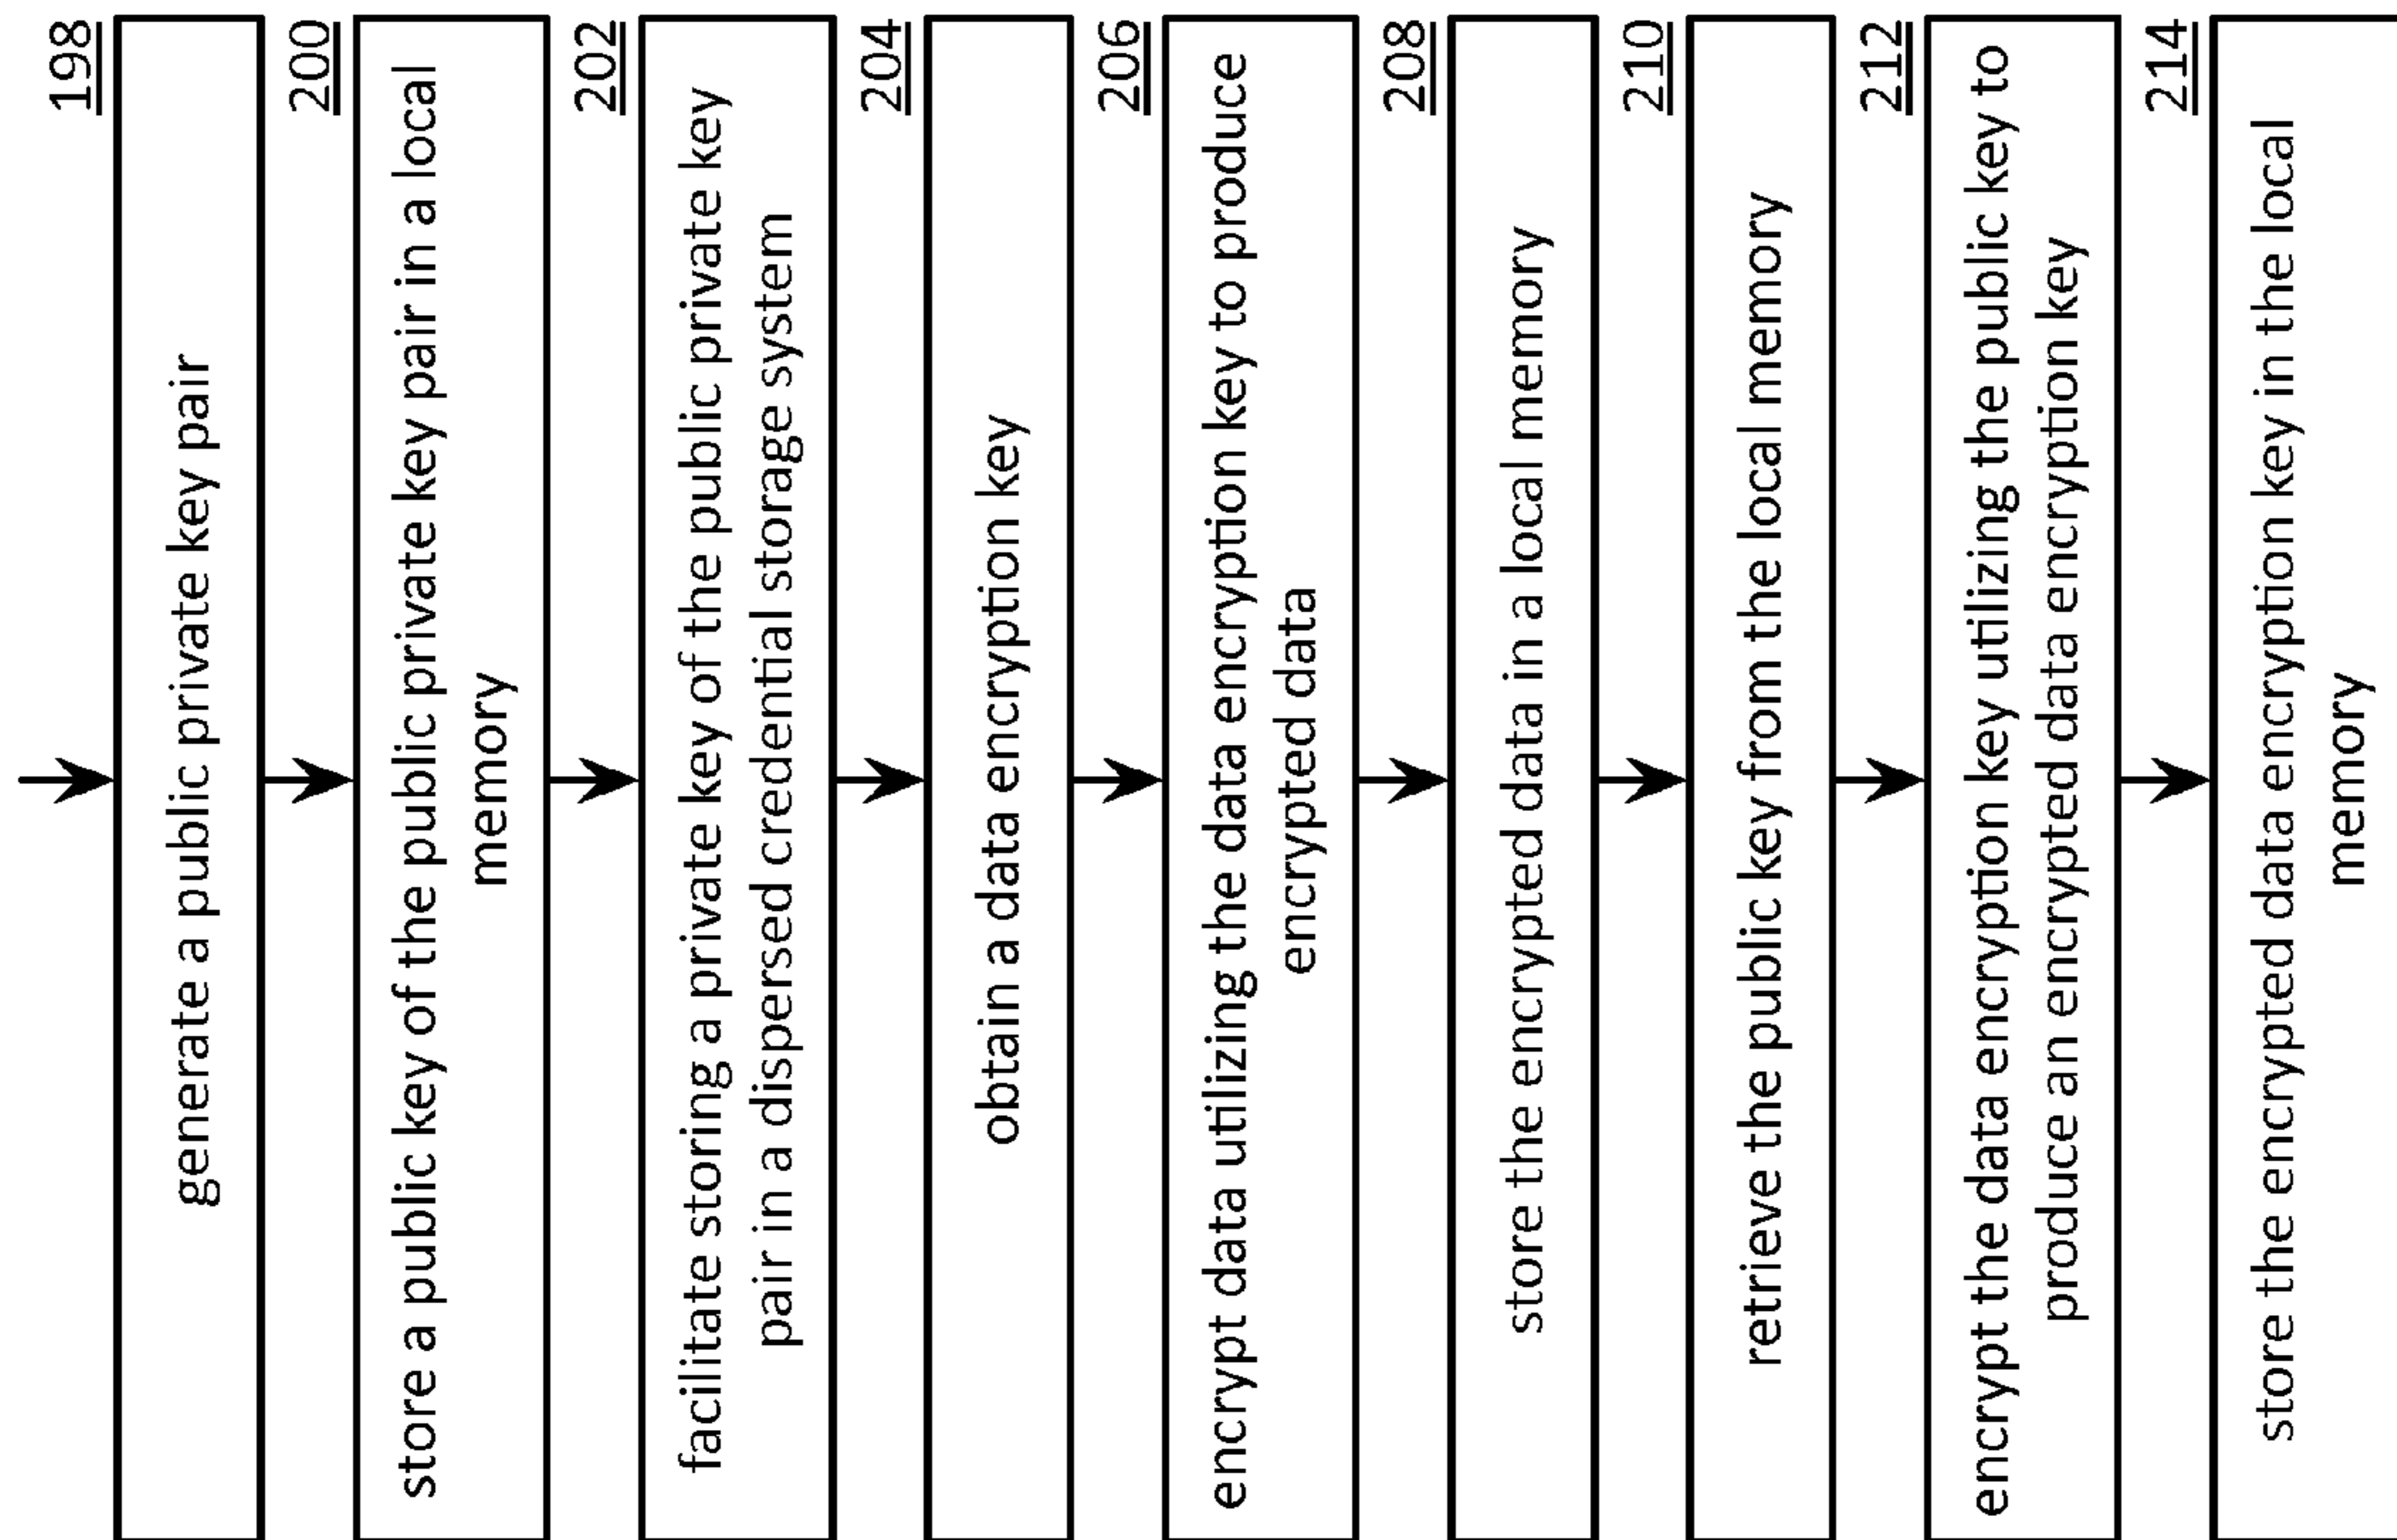 198
generate a public private key pair
200
store a public key of the public private key pair in a local
memory
202
facilitate storing a private key of the public private key
pair in a dispersed credential storage system
204
obtain a data encryption key
206
encrypt data utilizing the data encryption key to produce
encrypted data
208
store the encrypted data in a local memory
210
retrieve the public key from the local memory
212
encrypt the data encryption key utilizing the public key to
produce an encrypted data encryption key
214
store the encrypted data encryption key in the local
memory